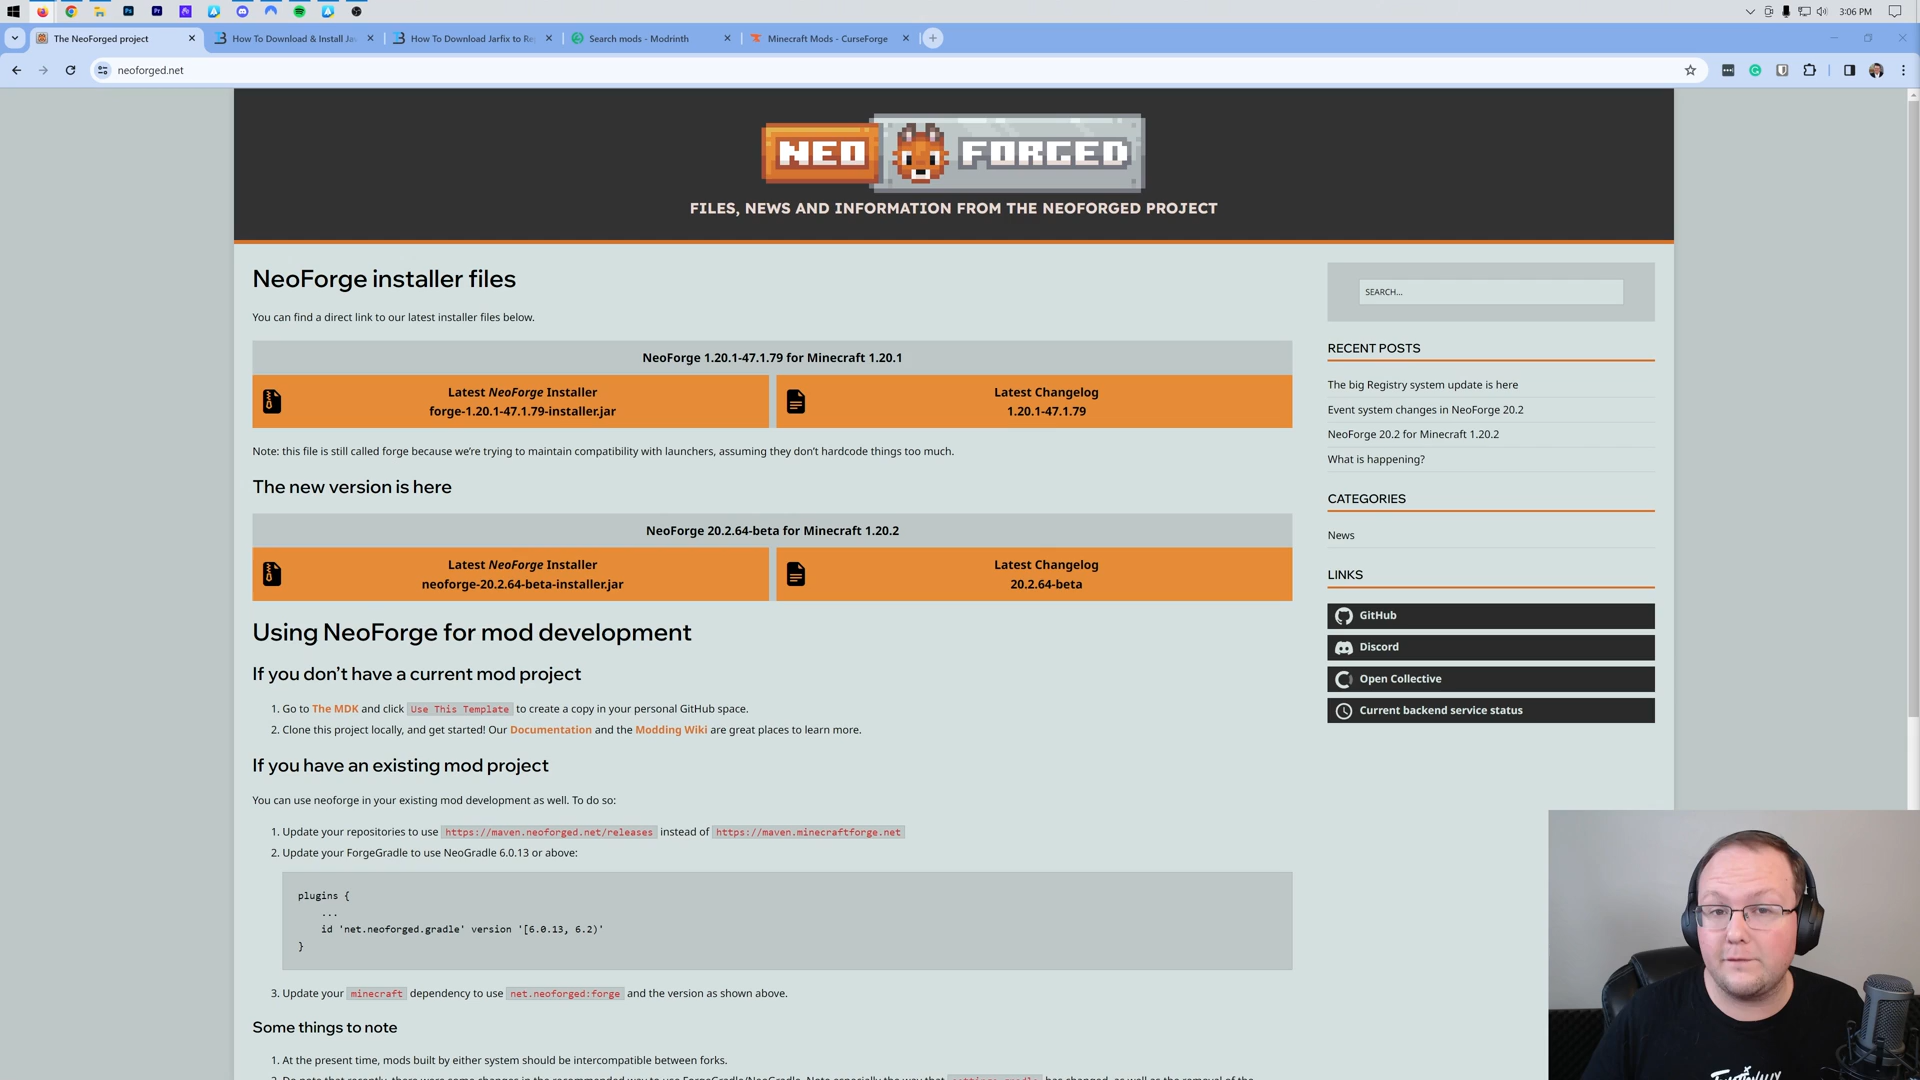 3:06 PM
The NeoForged project
How To Download & Install Ja
How To Download Jarfix to Re
Search mods - Modrinth
Minecraft Mods - CurseForge
neoforged.net
NEO FORGED
FILES, NEWS AND INFORMATION FROM THE NEOFORGED PROJECT
NeoForge installer files
You can find a direct link to our latest installer files below.
NeoForge 1.20.1-47.1.79 for Minecraft 1.20.1
Latest NeoForge Installer
forge-1.20.1-47.1.79-installer.jar
Latest Changelog
1.20.1-47.1.79
Note: this file is still called forge because we're trying to maintain compatibility with launchers, assuming they don't hardcode things too much.
The new version is here
NeoForge 20.2.64-beta for Minecraft 1.20.2
Latest NeoForge Installer
neoforge-20.2.64-beta-installer.jar
Latest Changelog
20.2.64-beta
Using NeoForge for mod development
If you don't have a current mod project
1. Go to The MDK and click Use This Template to create a copy in your personal GitHub space.
2. Clone this project locally, and get started! Our Documentation and the Modding Wiki are great places to learn more.
If you have an existing mod project
You can use neoforge in your existing mod development as well. To do so:
1. Update your repositories to use https://maven.neoforged.net/releases instead of https://maven.minecraftforge.net
2. Update your ForgeGradle to use NeoGradle 6.0.13 or above:
plugins {
...
id 'net.neoforged.gradle' version '[6.0.13, 6.2)'
}
3. Update your minecraft dependency to use net.neoforged:forge and the version as shown above.
Some things to note
1. At the present time, mods built by either system should be intercompatible between forks.
SEARCH...
RECENT POSTS
The big Registry system update is here
Event system changes in NeoForge 20.2
NeoForge 20.2 for Minecraft 1.20.2
What is happening?
CATEGORIES
News
LINKS
GitHub
Discord
Open Collective
Current backend service status